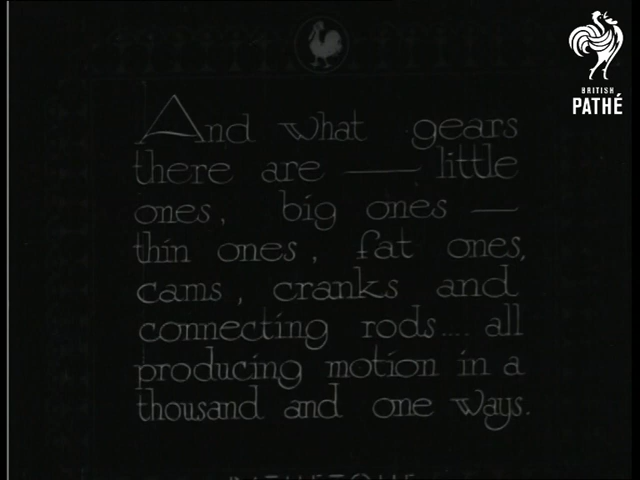 BRITISH
PATHÉ
And what gears
there are — little
ones, big ones —
thin ones, fat ones,
cams, cranks and
connecting rods.... all
producing motion in a
thousand and one ways.